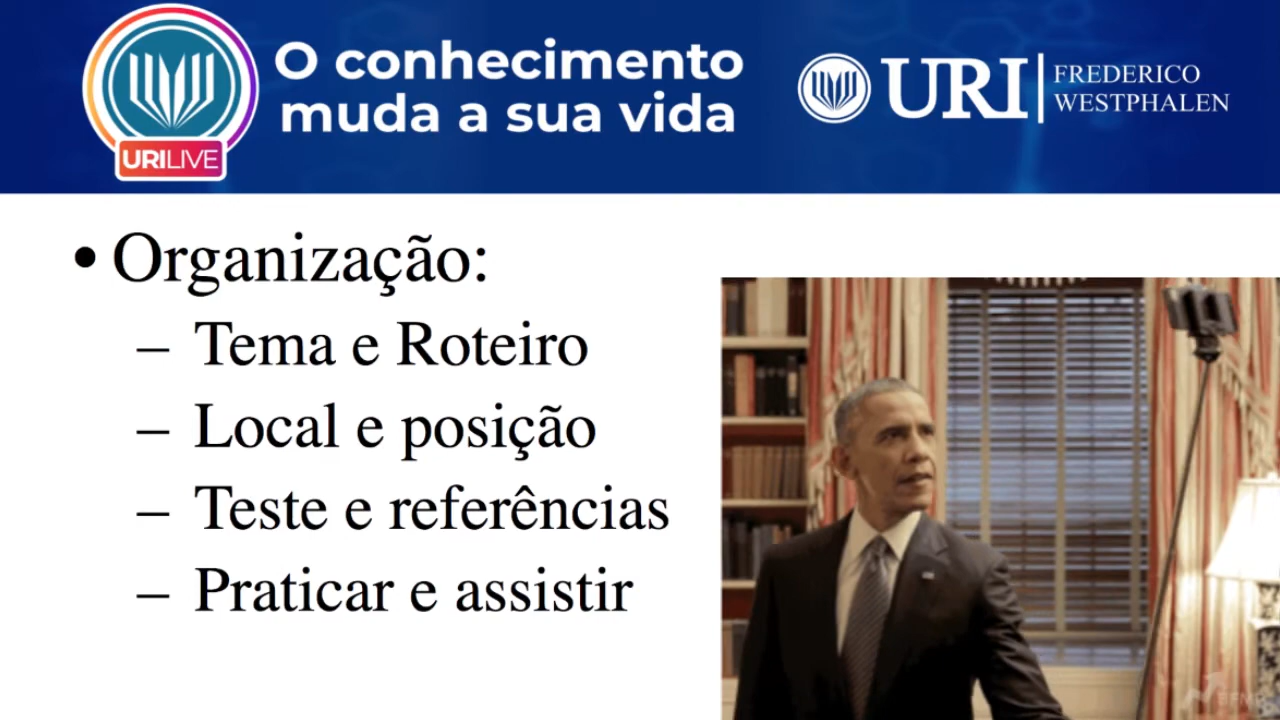 O conhecimento
muda a sua vida
URILIVE
URI
FREDERICO
WESTPHALEN
• Organização:
– Tema e Roteiro
– Local e posição
– Teste e referências
– Praticar e assistir